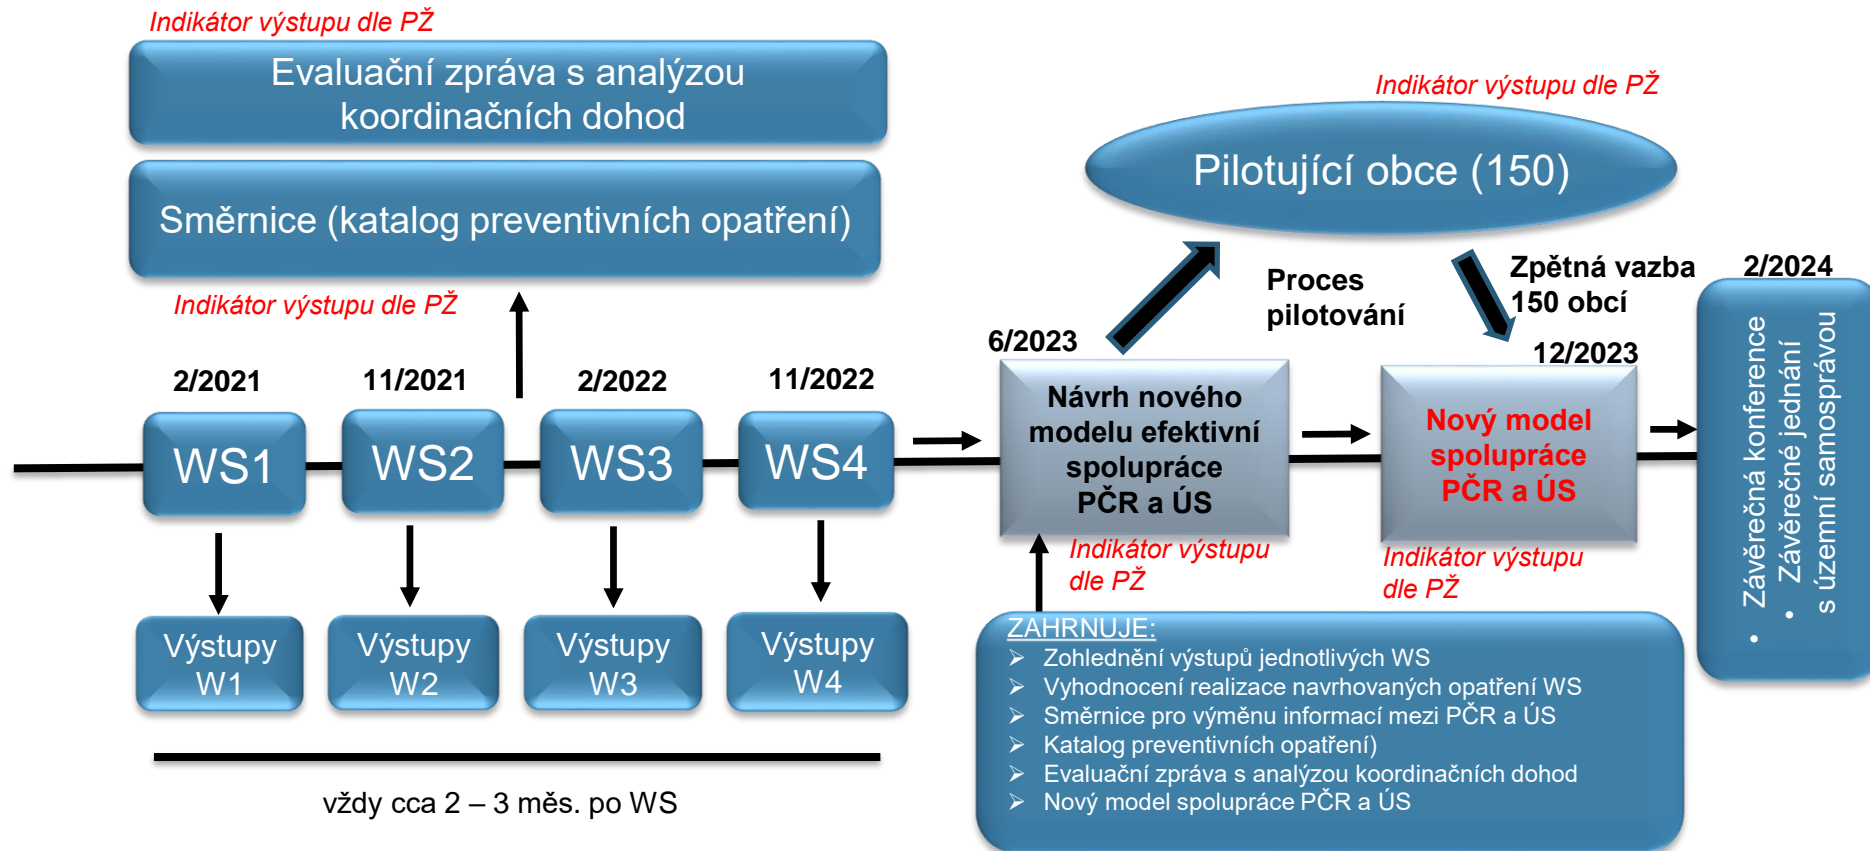 Indikátor výstupu dle PŽ
Evaluační zpráva s analýzou
koordinačních dohod
Směrnice (katalog preventivních opatření)
Indikátor výstupu dle PŽ
Indikátor výstupu dle PŽ
Pilotující obce (150)
Proces
pilotování
Zpětná vazba
150 obcí
2/2021
11/2021
2/2022
11/2022
6/2023
12/2023
2/2024
WS1
WS2
WS3
WS4
Návrh nového
modelu efektivní
spolupráce
PČR a ÚS
Nový model
spolupráce
PČR a ÚS
• Závěrečná konference
• Závěrečné jednání
s územní samosprávou
Indikátor výstupu
dle PŽ
Indikátor výstupu
dle PŽ
Výstupy
W1
Výstupy
W2
Výstupy
W3
Výstupy
W4
vždy cca 2 – 3 měs. po WS
ZAHRNUJE:
➢ Zohlednění výstupů jednotlivých WS
➢ Vyhodnocení realizace navrhovaných opatření WS
➢ Směrnice pro výměnu informací mezi PČR a ÚS
➢ Katalog preventivních opatření)
➢ Evaluační zpráva s analýzou koordinačních dohod
➢ Nový model spolupráce PČR a ÚS